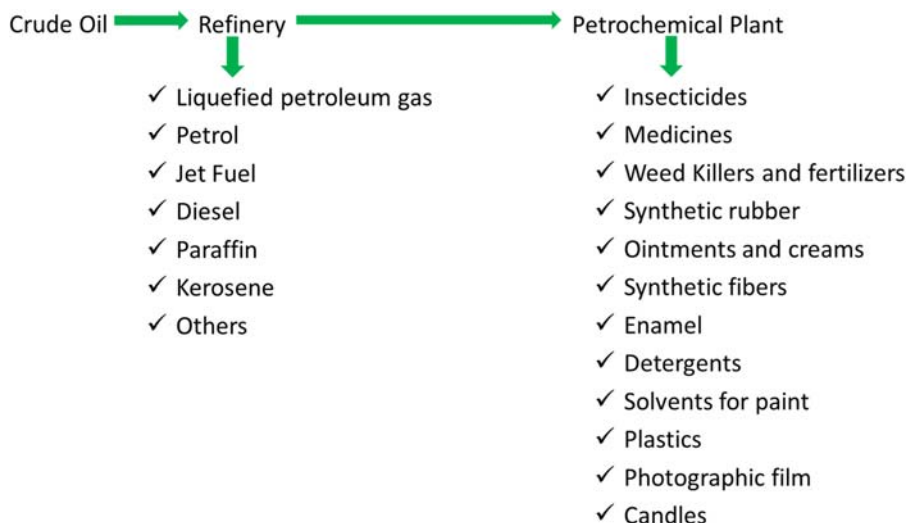 Crude Oil Refinery Petrochemical Plant
✓ Liquefied petroleum gas
✓ Petrol
✓ Jet Fuel
✓ Diesel
✓ Paraffin
✓ Kerosene
✓ Others
✓ Insecticides
✓ Medicines
✓ Weed Killers and fertilizers
✓ Synthetic rubber
✓ Ointments and creams
✓ Synthetic fibers
✓ Enamel
✓ Detergents
✓ Solvents for paint
✓ Plastics
✓ Photographic film
✓ Candles